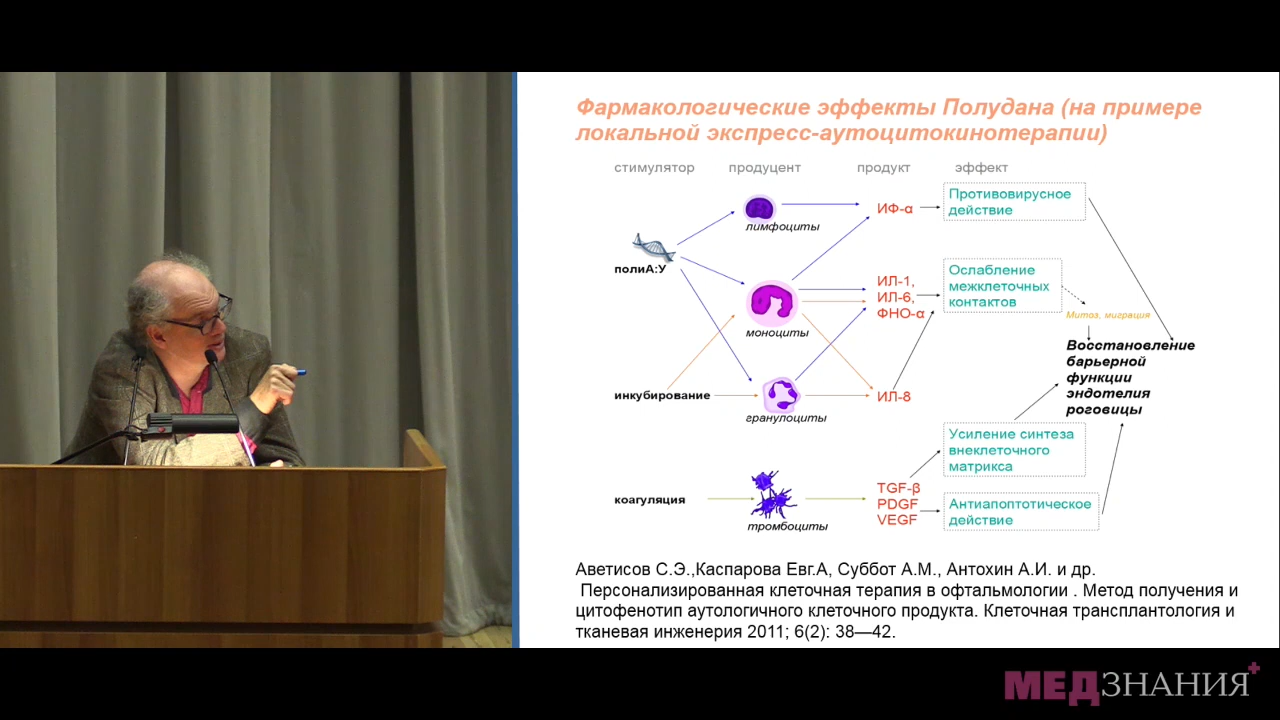 Фармакологические эффекты Полудана (на примере
локальной экспресс-аутоцитокинотерапии)
стимулятор продуцент продукт эффект
лимфоциты
ИФ-α
Противовирусное
действие
полиА:У
моноциты
ИЛ-1,
ИЛ-6,
ФНО-α
Ослабление
межклеточных
контактов
Митоз, миграция
Восстановление
барьерной
функции
эндотелия
роговицы
инкубирование
гранулоциты
ИЛ-8
Усиление синтеза
внеклеточного
матрикса
коагуляция
тромбоциты
TGF-β
PDGF
VEGF
Антиапоптотическое
действие
Аветисов С.Э.,Каспарова Евг.А, Суббот А.М., Антохин А.И. и др.
Персонализированная клеточная терапия в офтальмологии . Метод получения и
цитофенотип аутологичного клеточного продукта. Клеточная трансплантология и
тканевая инженерия 2011; 6(2): 38—42.
МЕДЗНАНИЯ+